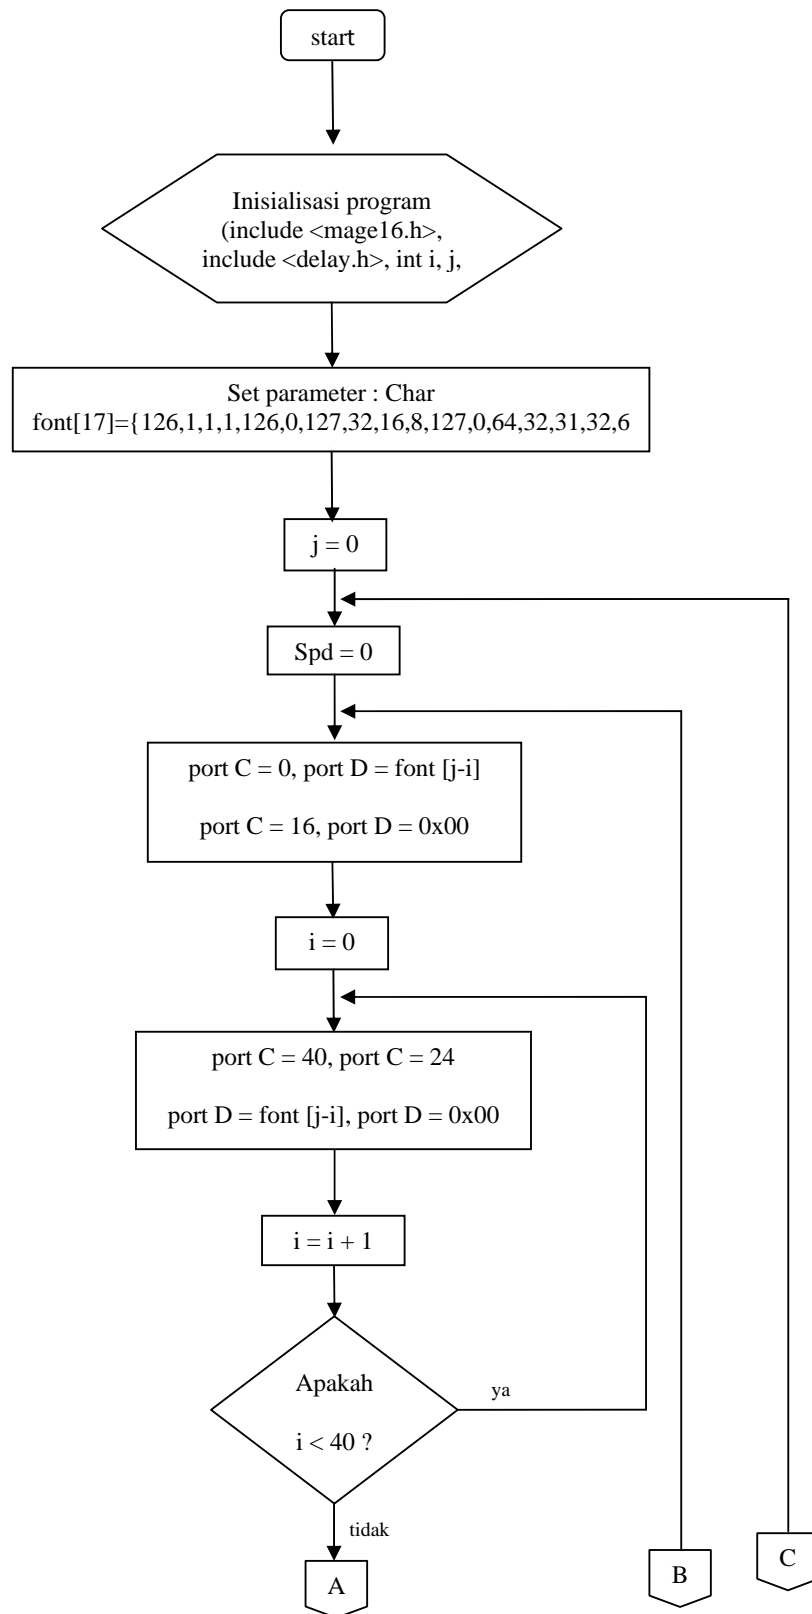 start
Inisialisasi program
(include <mage16.h>,
include <delay.h>, int i, j,
Set parameter : Char
font[17]={126,1,1,1,126,0,127,32,16,8,127,0,64,32,31,32,6
j = 0
Spd = 0
port C = 0, port D = font [j-i]
port C = 16, port D = 0x00
i = 0
port C = 40, port C = 24
port D = font [j-i], port D = 0x00
i = i + 1
Apakah
i < 40 ?
ya
tidak
A
B
C